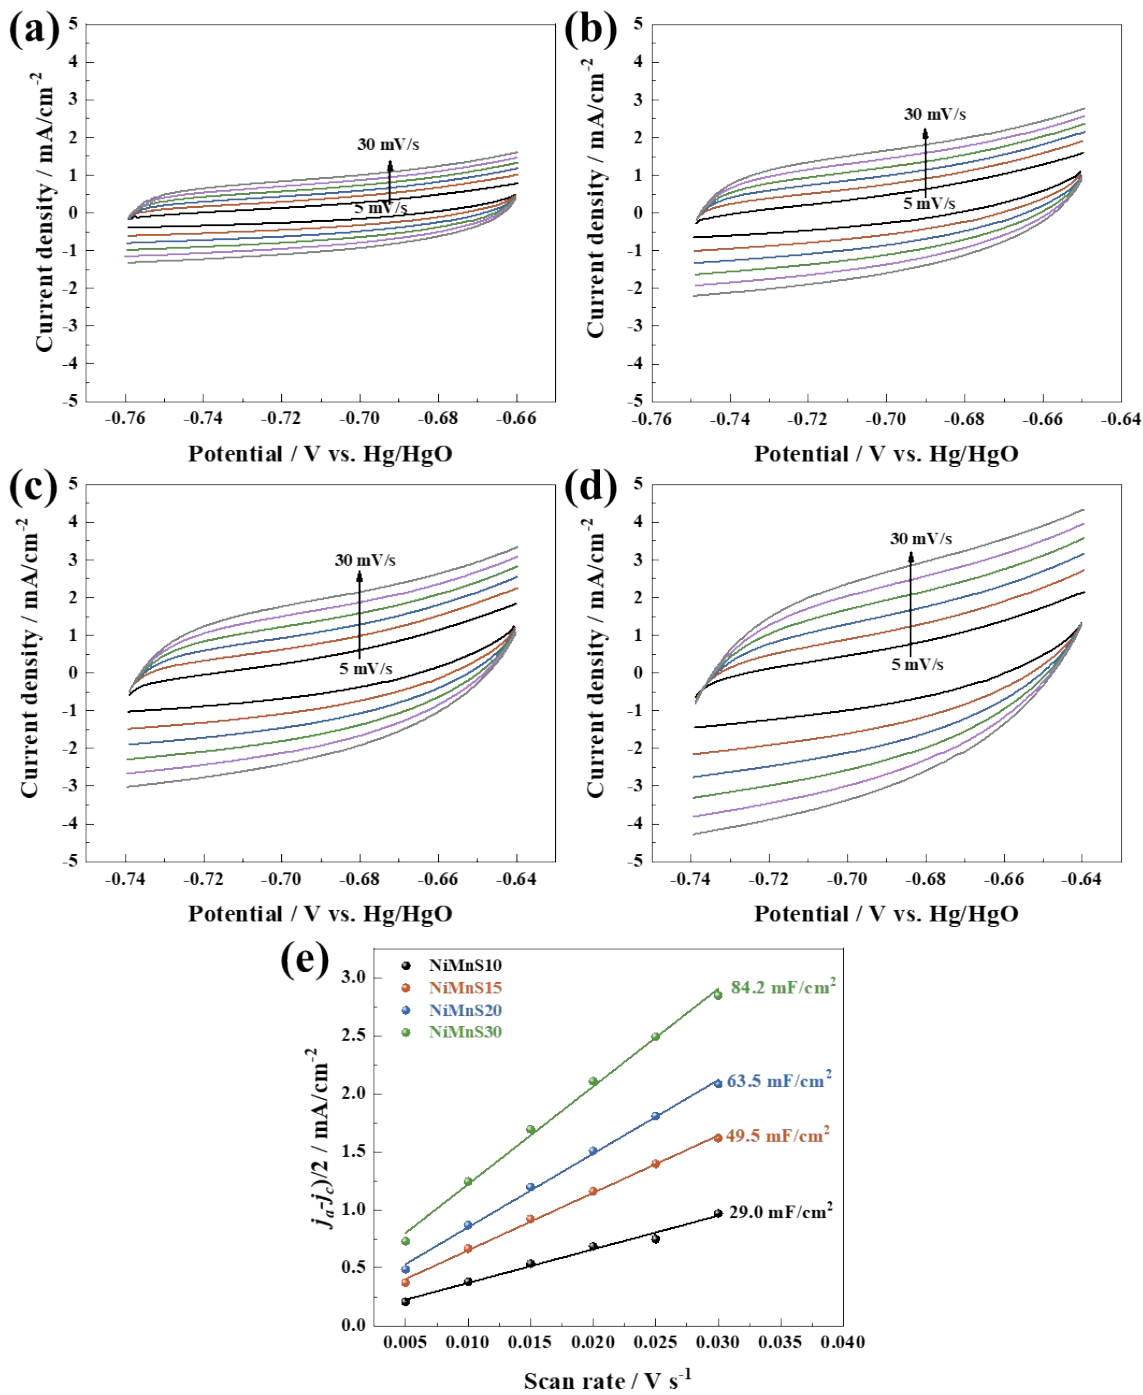 (a)
5
4
3
2
1
0
-1
-2
-3
-4
-5
Current density / mA/cm-2
30 mV/s
5 mV/s
-0.76
-0.74
-0.72
-0.70
-0.68
-0.66
Potential / V vs. Hg/HgO
(b)
5
4
3
2
1
0
-1
-2
-3
-4
-5
Current density / mA/cm-2
30 mV/s
5 mV/s
-0.76
-0.74
-0.72
-0.70
-0.68
-0.66
-0.64
Potential / V vs. Hg/HgO
(c)
5
4
3
2
1
0
-1
-2
-3
-4
-5
Current density / mA/cm-2
30 mV/s
5 mV/s
-0.74
-0.72
-0.70
-0.68
-0.66
-0.64
Potential / V vs. Hg/HgO
(d)
5
4
3
2
1
0
-1
-2
-3
-4
-5
Current density / mA/cm-2
30 mV/s
5 mV/s
-0.74
-0.72
-0.70
-0.68
-0.66
-0.64
Potential / V vs. Hg/HgO
(e)
NiMnS10
NiMnS15
NiMnS20
NiMnS30
84.2 mF/cm2
63.5 mF/cm2
49.5 mF/cm2
29.0 mF/cm2
3.0
2.5
2.0
1.5
1.0
0.5
0.0
ja-jc)/2 / mA/cm-2
0.005
0.010
0.015
0.020
0.025
0.030
0.035
0.040
Scan rate / V s-1